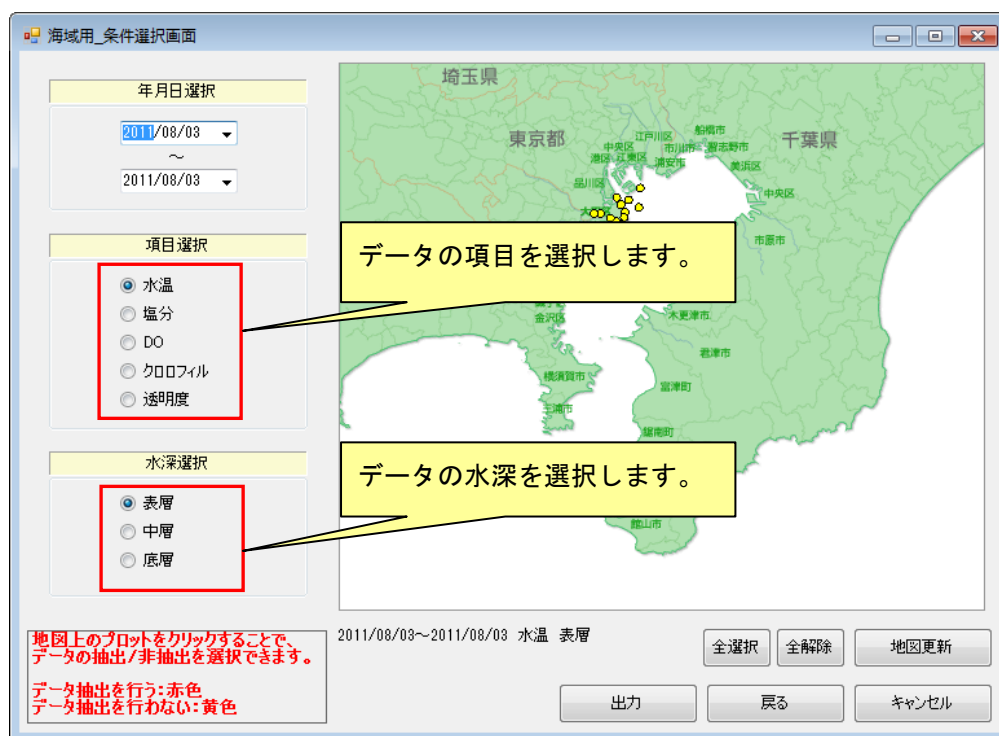 海域用_条件選択画面
年月日選択
2011/08/03
～
2011/08/03
項目選択
水温
塩分
DO
クロロフィル
透明度
水深選択
表層
中層
底層
地図上のプロットをクリックすることで、
データの抽出/非抽出を選択できます。
データ抽出を行う:赤色
データ抽出を行わない:黄色
埼玉県
東京都
千葉県
江戸川区
船橋市
中央区
市川市
習志野市
港区
江東区
浦安市
美浜区
品川区
中央区
市原市
データの項目を選択します。
金沢区
木更津市
君津市
横須賀市
富津町
三浦市
鋸南町
データの水深を選択します。
館山市
2011/08/03～2011/08/03 水温 表層
全選択
全解除
地図更新
出力
戻る
キャンセル